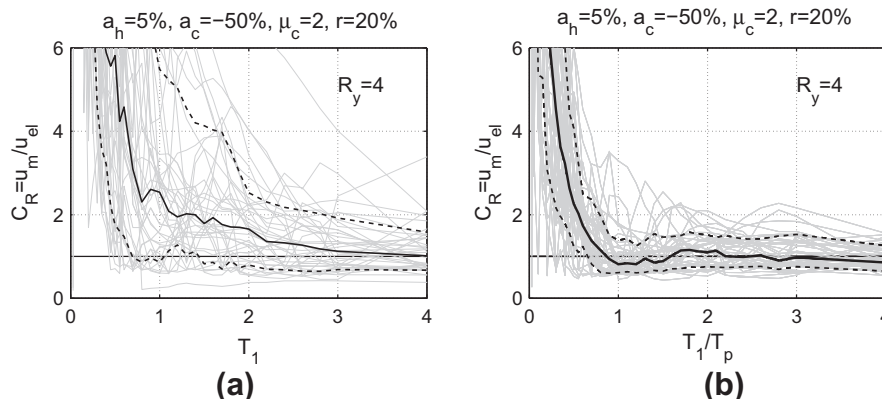 a_h=5%, a_c=−50%, μ_c=2, r=20%
R_y=4
C_R=u_m/u_el
6
4
2
0
0
1
2
3
4
T_1
(a)
a_h=5%, a_c=−50%, μ_c=2, r=20%
R_y=4
C_R=u_m/u_el
6
4
2
0
0
1
2
3
4
T_1/T_p
(b)